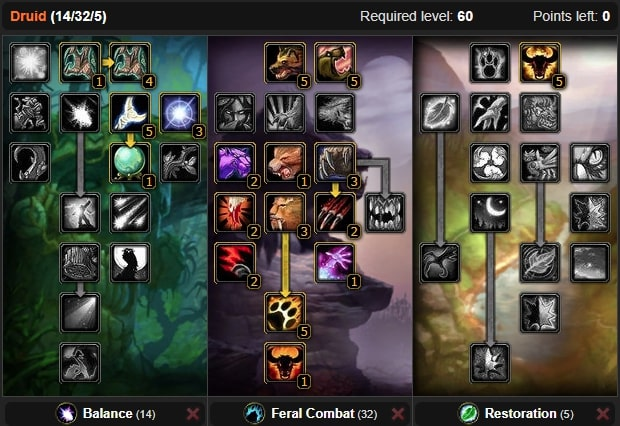 Druid (14/32/5) Required level: 60 Points left: 0
1 4 5 5 5
5 3
1 2 1 3
2 3 2
2 1
5
1
Balance (14) Feral Combat (32) Restoration (5)